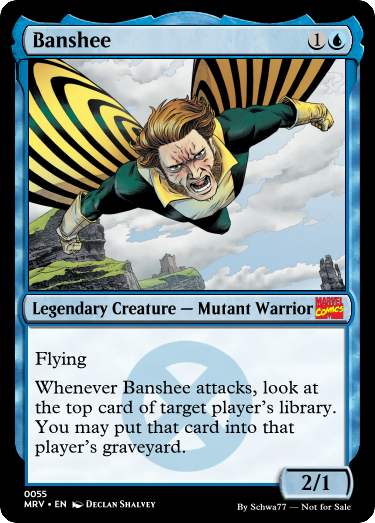 Banshee 1
Legendary Creature — Mutant Warrior MARVEL COMICS
Flying
Whenever Banshee attacks, look at
the top card of target player's library.
You may put that card into that
player's graveyard.
2/1
0055
MRV • EN Declan Shalvey
By Schwa77 — Not for Sale